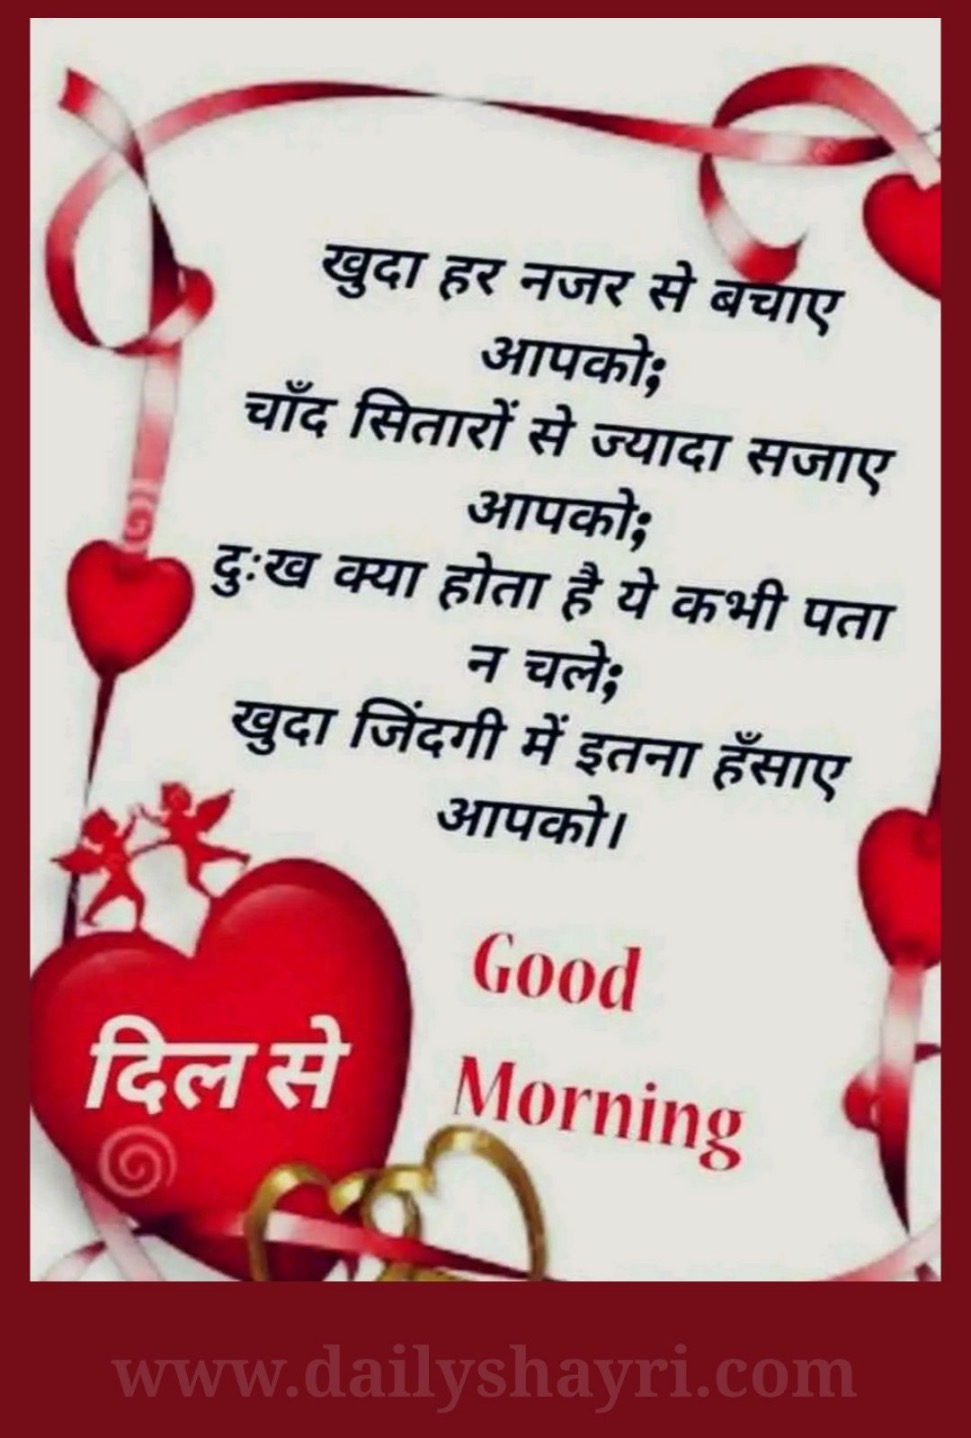 खुदा हर नजर से बचाए
आपको;
चाँद सितारों से ज्यादा सजाए
आपको;
दुःख क्या होता है ये कभी पता
न चले;
खुदा जिंदगी में इतना हँसाए
आपको।
Good
Morning
दिल से
www.dailyshayri.com